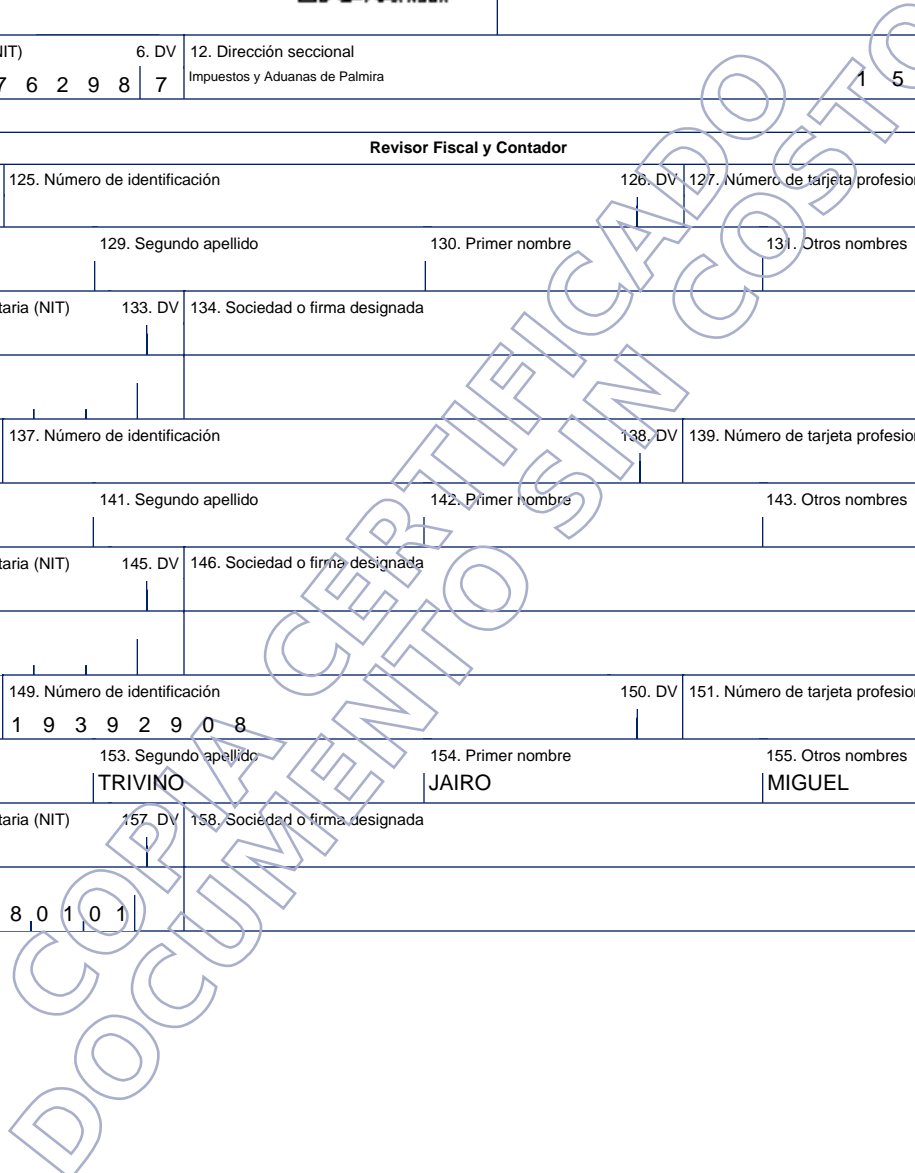 NIT) 6. DV 12. Dirección seccional
7 6 2 9 8 7 Impuestos y Aduanas de Palmira 1 5
Revisor Fiscal y Contador
125. Número de identificación 126. DV 127. Número de tarjeta profesion
129. Segundo apellido 130. Primer nombre 131. Otros nombres
taria (NIT) 133. DV 134. Sociedad o firma designada
137. Número de identificación 138. DV 139. Número de tarjeta profesion
141. Segundo apellido 142. Primer nombre 143. Otros nombres
taria (NIT) 145. DV 146. Sociedad o firma designada
149. Número de identificación 150. DV 151. Número de tarjeta profesion
1 9 3 9 2 9 0 8
153. Segundo apellido 154. Primer nombre 155. Otros nombres
TRIVINO JAIRO MIGUEL
taria (NIT) 157. DV 158. Sociedad o firma designada
8 0 1 0 1
COPIA CERTIFICADO
DOCUMENTO SIN COSTO